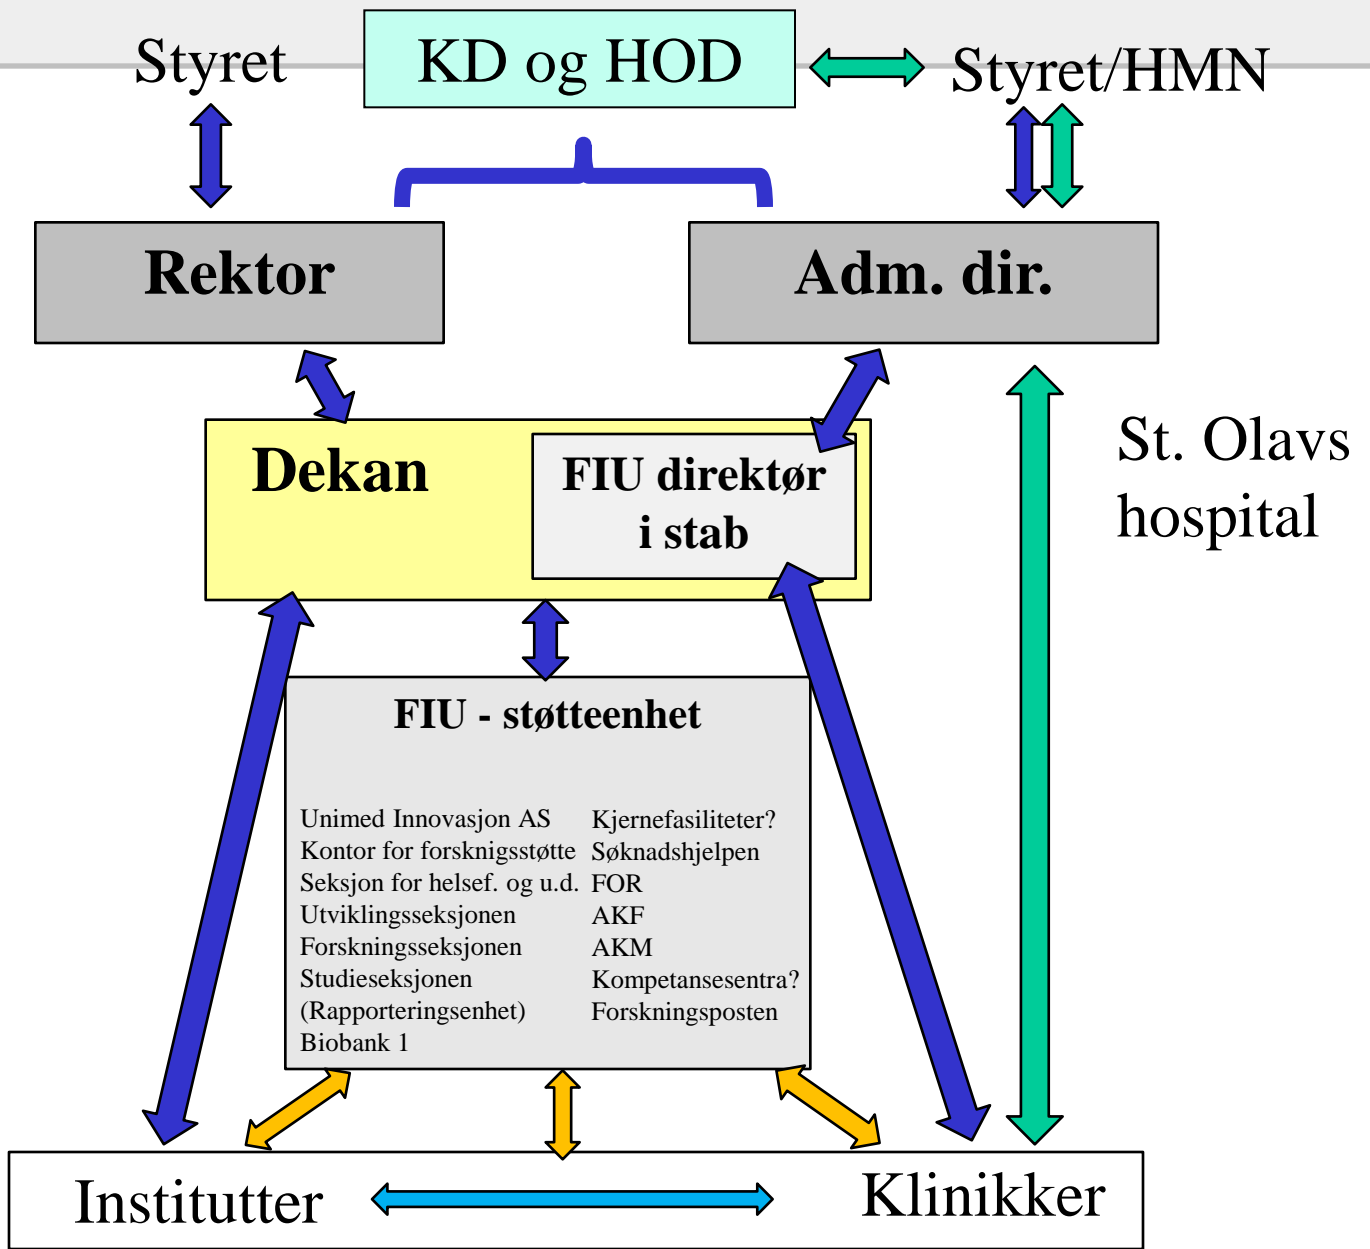 Styret
KD og HOD
Styret/HMN
Rektor
Adm. dir.
Dekan
FIU direktør
i stab
St. Olavs
hospital
FIU - støtteenhet
Unimed Innovasjon AS
Kontor for forsknigsstøtte
Seksjon for helsef. og u.d.
Utviklingsseksjonen
Forskningsseksjonen
Studieseksjonen
(Rapporteringsenhet)
Biobank 1
Kjernefasiliteter?
Søknadshjelpen
FOR
AKF
AKM
Kompetansesentra?
Forskningsposten
Institutter
Klinikker